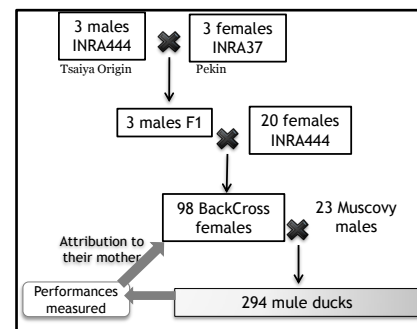 3 males
INRA444
3 females
INRA37
Tsaiya Origin
Pekin
3 males F1
20 females
INRA444
98 BackCross
females
23 Muscovy
males
Attribution to
their mother
Performances
measured
294 mule ducks